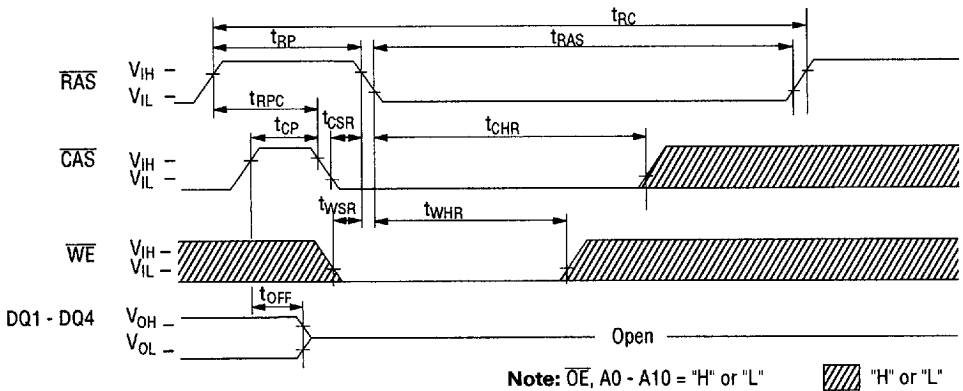 tRC
tRP
tRAS
RAS
VIH
VIL
tRPC
tCP
tCSR
tCHR
CAS
VIH
VIL
tWSR
tWHR
WE
VIH
VIL
tOFF
DQ1 - DQ4
VOH
VOL
Open
Note: OE, A0 - A10 = "H" or "L"
"H" or "L"